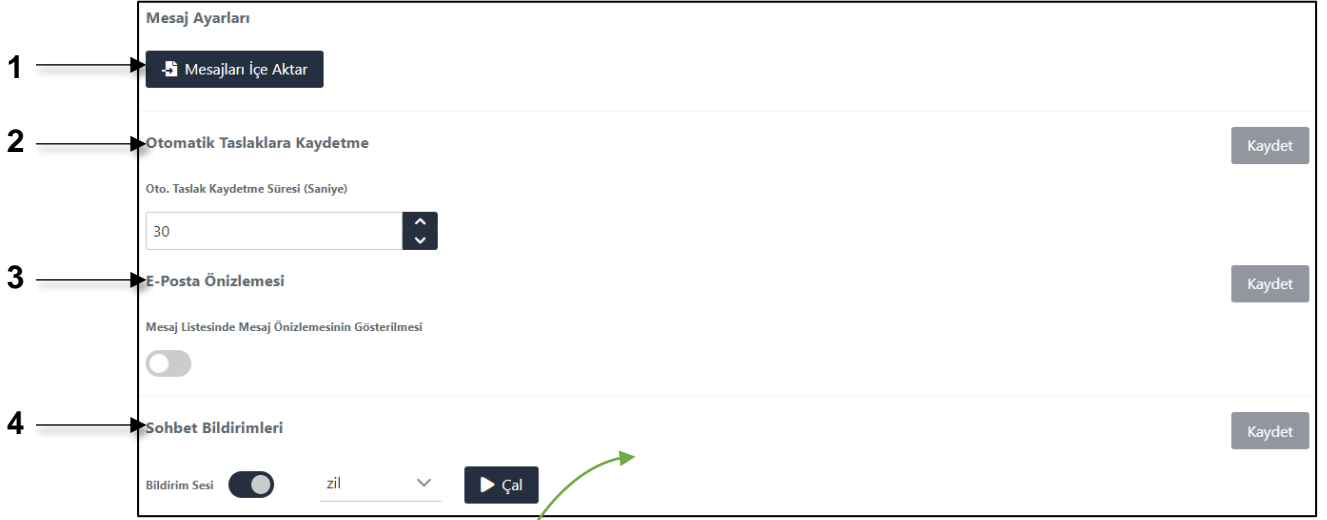 Mesaj Ayarları
1 Mesajları İçe Aktar
2 Otomatik Taslaklara Kaydetme Kaydet
Oto. Taslak Kaydetme Süresi (Saniye)
30
3 E-Posta Önizlemesi Kaydet
Mesaj Listesinde Mesaj Önizlemesinin Gösterilmesi
4 Sohbet Bildirimleri Kaydet
Bildirim Sesi zil Çal